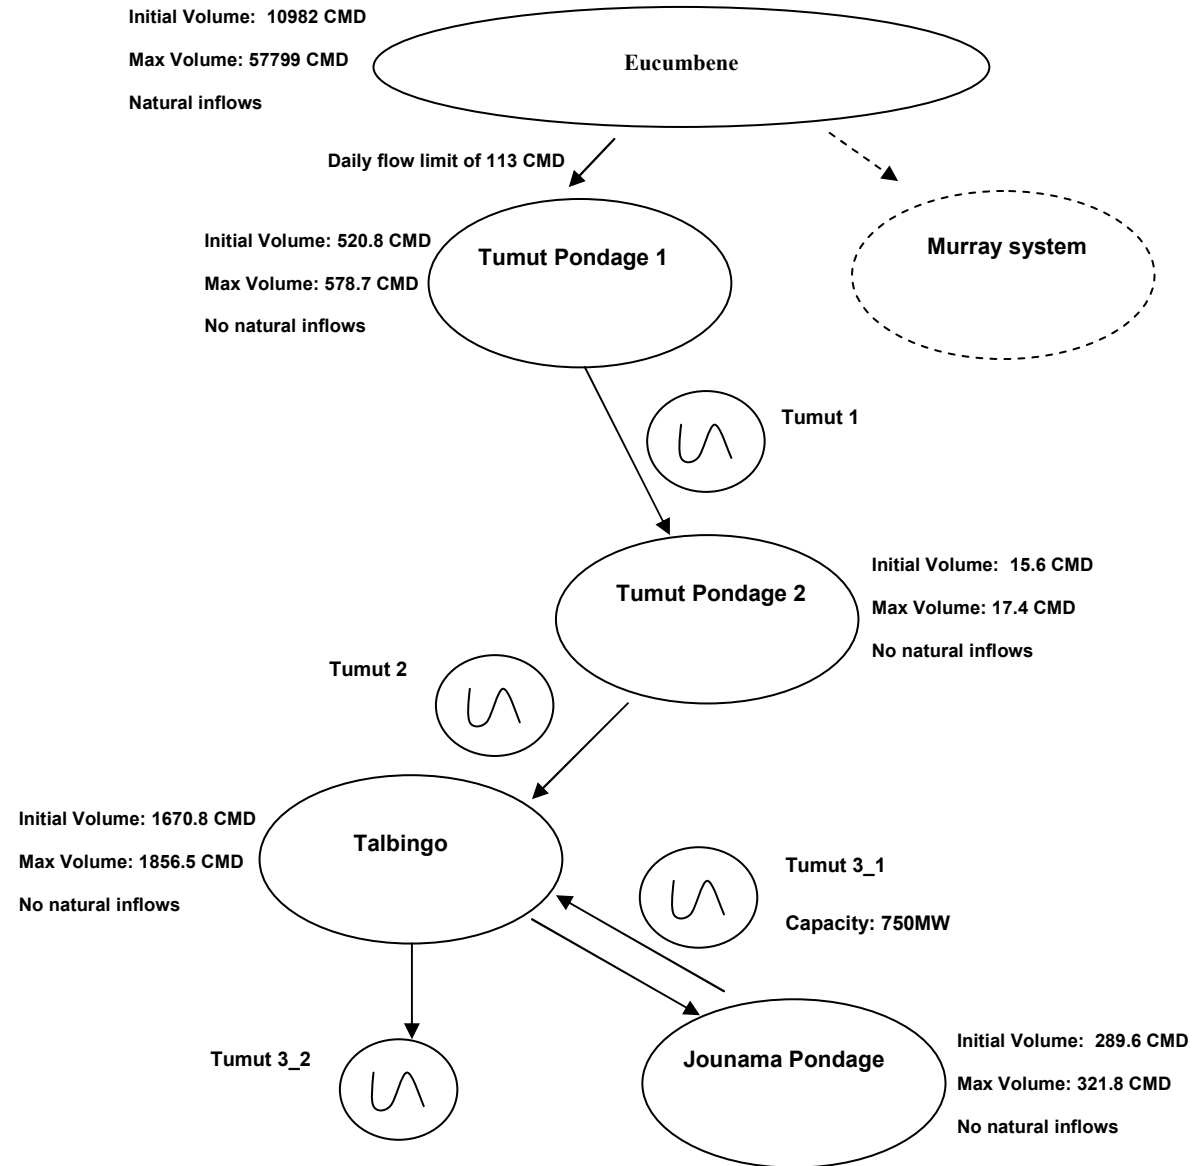 Initial Volume:  10982 CMD
Max Volume: 57799 CMD
Natural inflows
Eucumbene
Daily flow limit of 113 CMD
Initial Volume: 520.8 CMD
Max Volume: 578.7 CMD
No natural inflows
Tumut Pondage 1
Murray system
Tumut 1
Tumut Pondage 2
Initial Volume:  15.6 CMD
Max Volume: 17.4 CMD
No natural inflows
Tumut 2
Initial Volume: 1670.8 CMD
Max Volume: 1856.5 CMD
No natural inflows
Talbingo
Tumut 3_1
Capacity: 750MW
Tumut 3_2
Jounama Pondage
Initial Volume:  289.6 CMD
Max Volume: 321.8 CMD
No natural inflows